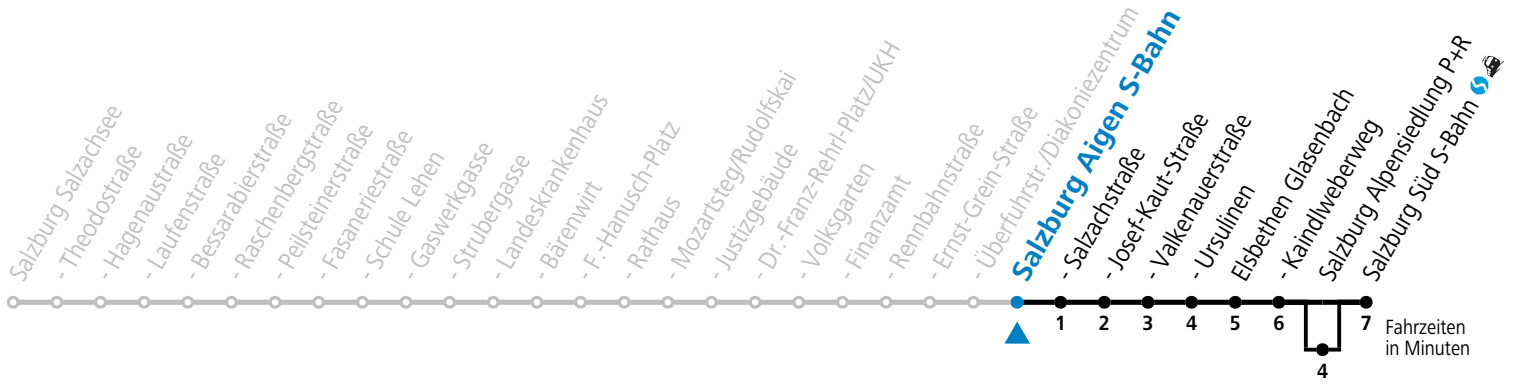 Salzburg Salzachsee
- Theodostraße
- Hagenaustraße
- Laufenstraße
- Bessarabierstraße
- Raschenbergstraße
- Peilsteinerstraße
- Fasaneriestraße
- Schule Lehen
- Gaswerkgasse
- Strubergasse
- Landeskrankenhaus
- Bärenwirt
- F.-Hanusch-Platz
- Rathaus
- Mozartsteg/Rudolfskai
- Justizgebäude
- Dr.-Franz-Rehrl-Platz/UKH
- Volksgarten
- Finanzamt
- Rennbahnstraße
- Ernst-Grein-Straße
- Überfuhrstr./Diakoniezentrum
Salzburg Aigen S-Bahn
- Salzachstraße
- Josef-Kaut-Straße
- Valkenauerstraße
- Ursulinen
Elsbethen Glasenbach
- Kaindlweberweg
Salzburg Alpensiedlung P+R
Salzburg Süd S-Bahn
1 2 3 4 5 6 7
Fahrzeiten
in Minuten
4